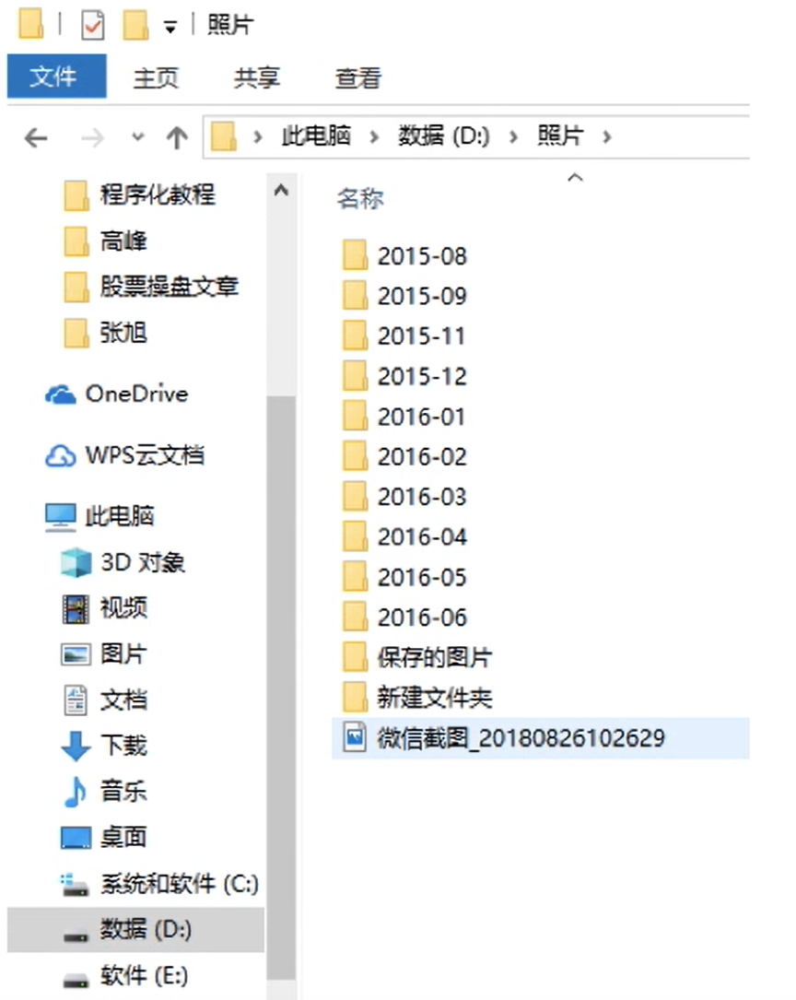 照片
文件 主页 共享 查看
此电脑 数据 (D:) 照片
程序化教程
高峰
股票操盘文章
张旭
OneDrive
WPS云文档
此电脑
3D 对象
视频
图片
文档
下载
音乐
桌面
系统和软件 (C:)
数据 (D:)
软件 (E:)
名称
2015-08
2015-09
2015-11
2015-12
2016-01
2016-02
2016-03
2016-04
2016-05
2016-06
保存的图片
新建文件夹
微信截图_20180826102629